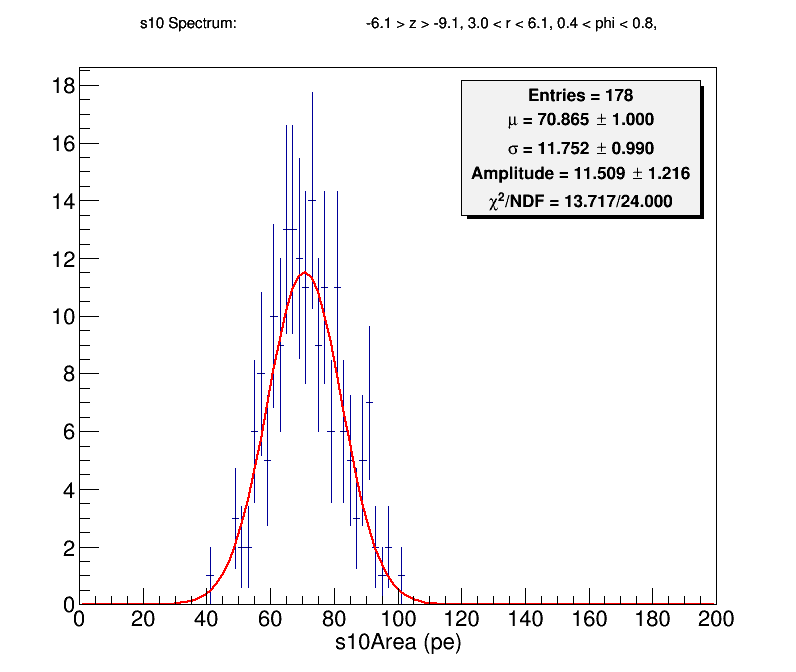 s10 Spectrum: -6.1 > z > -9.1, 3.0 < r < 6.1, 0.4 < phi < 0.8,
Entries = 178
μ = 70.865 ± 1.000
σ = 11.752 ± 0.990
Amplitude = 11.509 ± 1.216
χ²/NDF = 13.717/24.000
18
16
14
12
10
8
6
4
2
0
0 20 40 60 80 100 120 140 160 180 200
s10Area (pe)